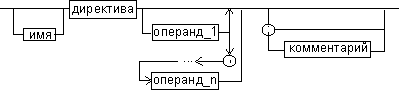 директива
имя
операнд_1
комментарий
...
операнд_n